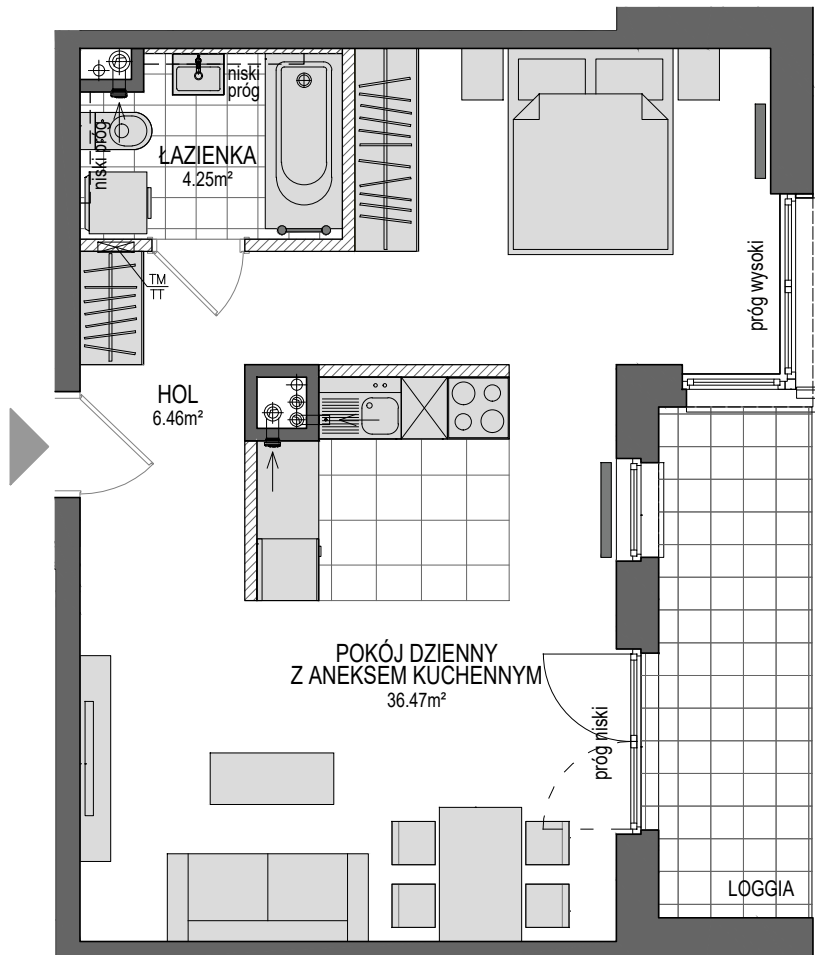 niski
próg
niski próg
ŁAZIENKA
4.25m²
TM
TT
próg wysoki
HOL
6.46m²
POKÓJ DZIENNY
Z ANEKSEM KUCHENNYM
36.47m²
próg niski
LOGGIA